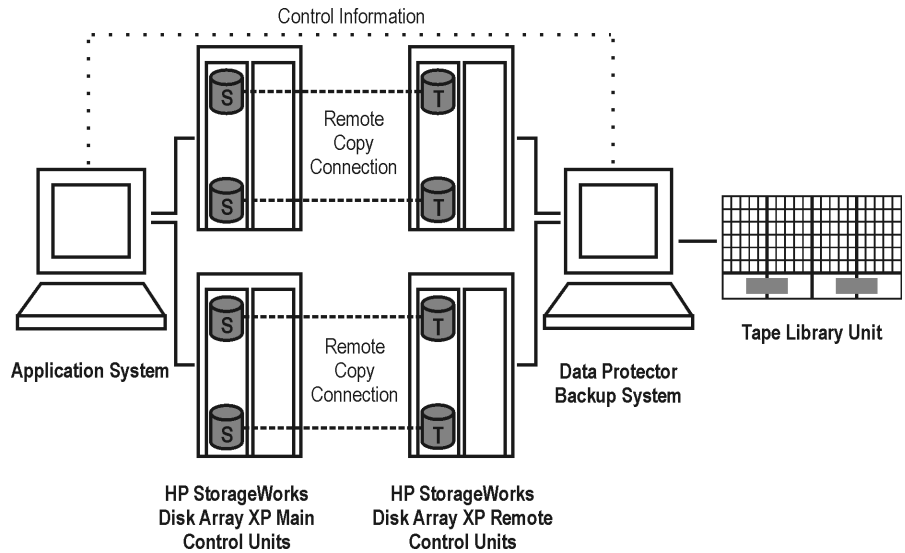 Control Information
S
T
Remote
Copy
Connection
S
T
S
T
Remote
Copy
Connection
S
T
Application System
Data Protector
Backup System
Tape Library Unit
HP StorageWorks
Disk Array XP Main
Control Units
HP StorageWorks
Disk Array XP Remote
Control Units